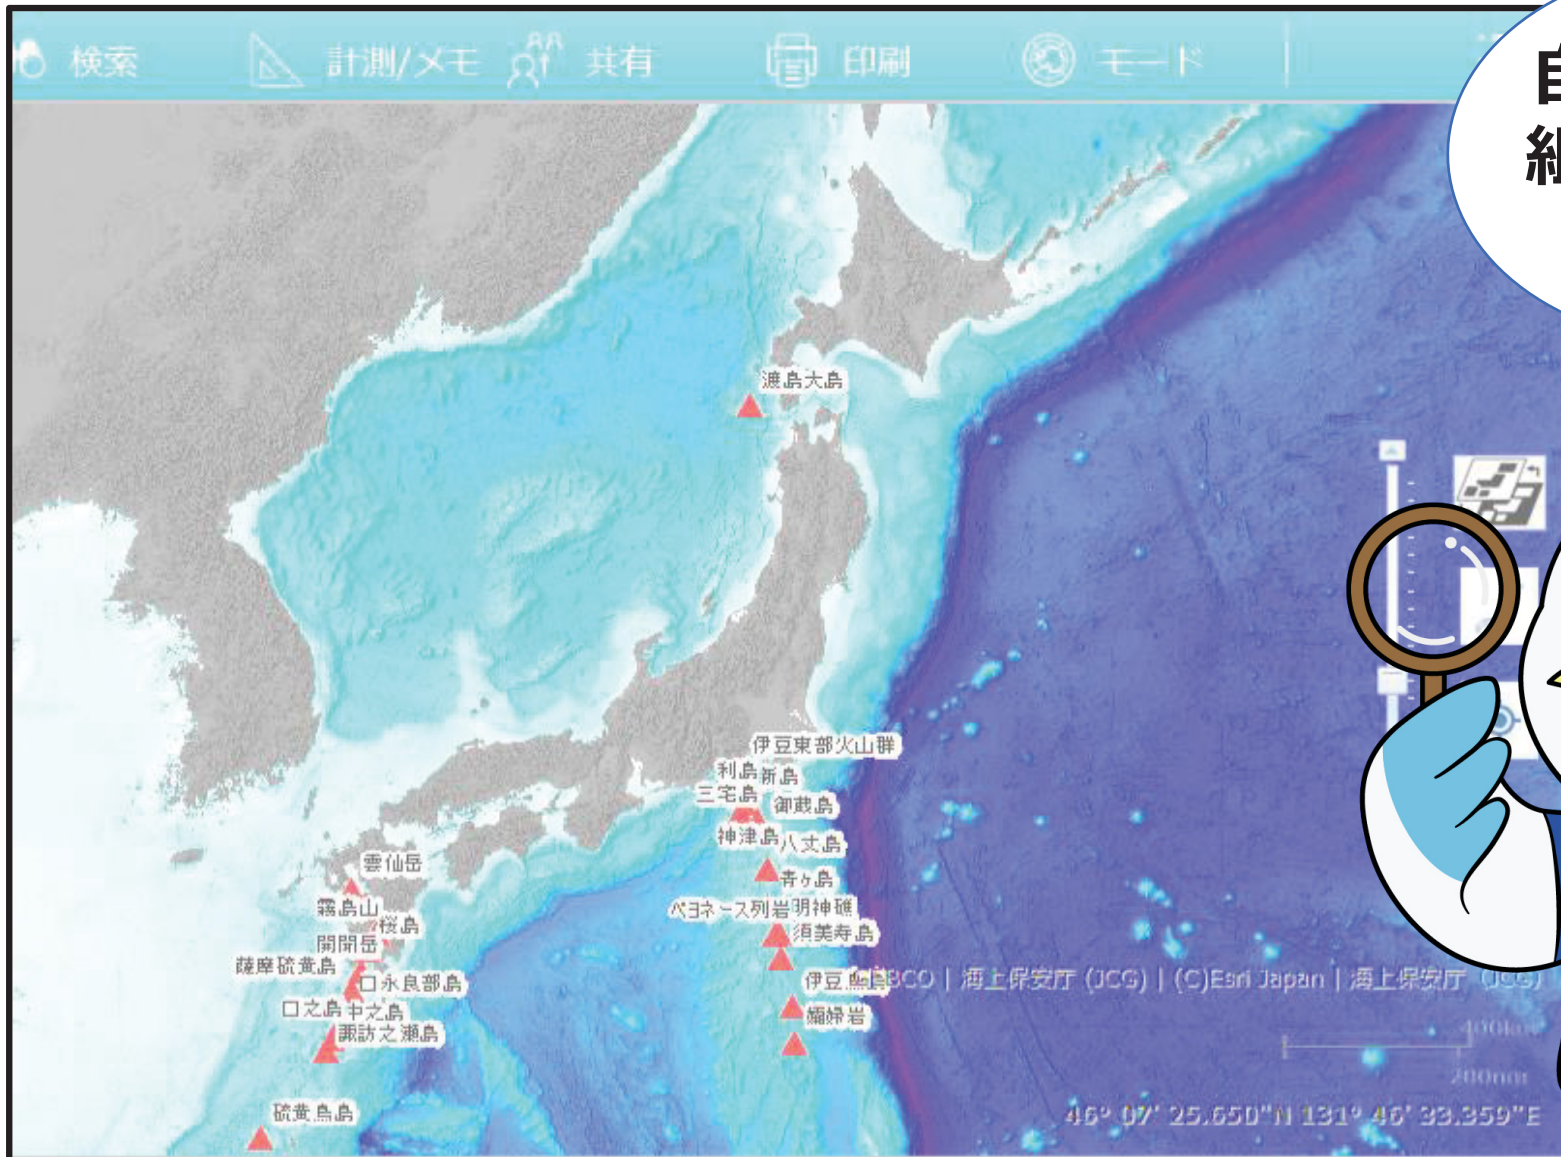 検索
計測/メモ
共有
印刷
モード
渡島大島
伊豆東部火山群
利島
新島
三宅島
御蔵島
神津島
八丈島
青ヶ島
ベヨネース列岩
明神礁
須美寿島
伊豆鳥島
孀婦岩
雲仙岳
霧島山
桜島
開聞岳
薩摩硫黄島
口永良部島
口之島
中之島
諏訪之瀬島
硫黄鳥島
BCO | 海上保安庁 (JCG) | (C)Esri Japan | 海上保安庁 (JCG)
400km
200nm
46° 07' 25.650"N 131° 46' 33.359"E